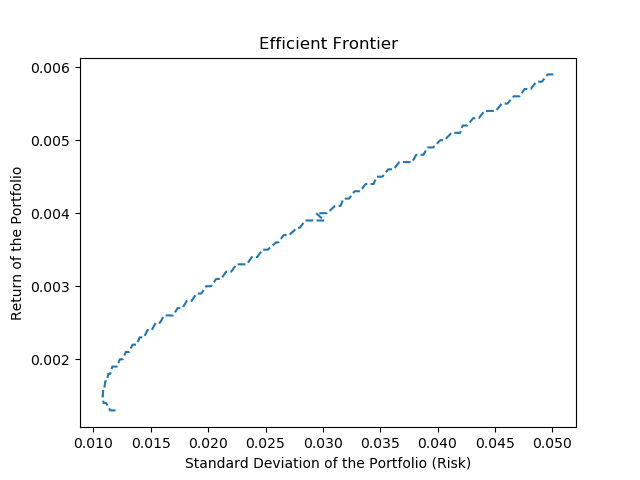 Efficient Frontier
Return of the Portfolio
0.006
0.005
0.004
0.003
0.002
0.010 0.015 0.020 0.025 0.030 0.035 0.040 0.045 0.050
Standard Deviation of the Portfolio (Risk)